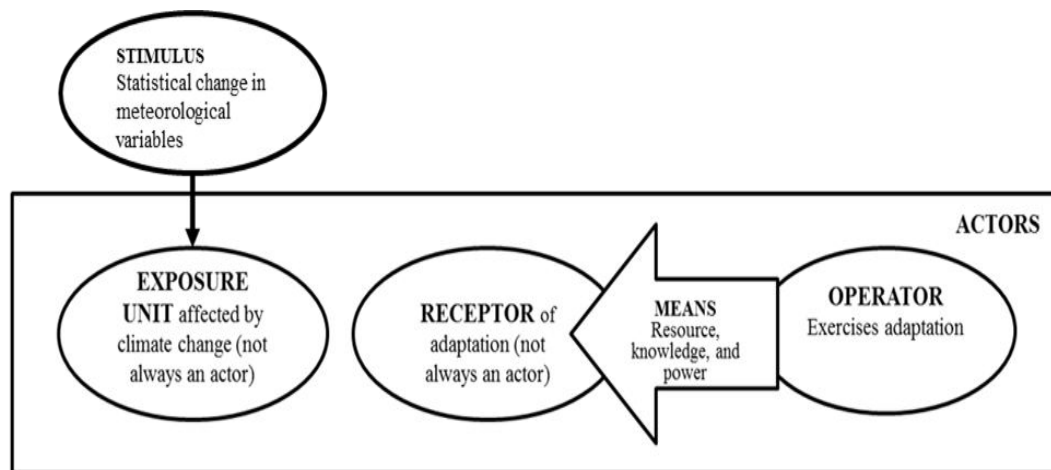 STIMULUS
Statistical change in
meteorological
variables
ACTORS
EXPOSURE
UNIT affected by
climate change (not
always an actor)
RECEPTOR of
adaptation (not
always an actor)
MEANS
Resource,
knowledge, and
power
OPERATOR
Exercises adaptation